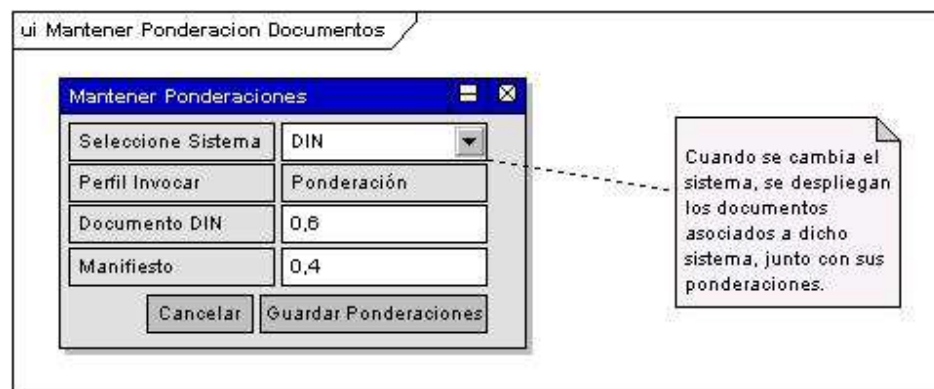 ui Mantener Ponderacion Documentos
Mantener Ponderaciones
Seleccione Sistema DIN
Perfil Invocar Ponderación
Documento DIN 0,6
Manifiesto 0,4
Cancelar Guardar Ponderaciones
Cuando se cambia el
sistema, se despliegan
los documentos
asociados a dicho
sistema, junto con sus
ponderaciones.